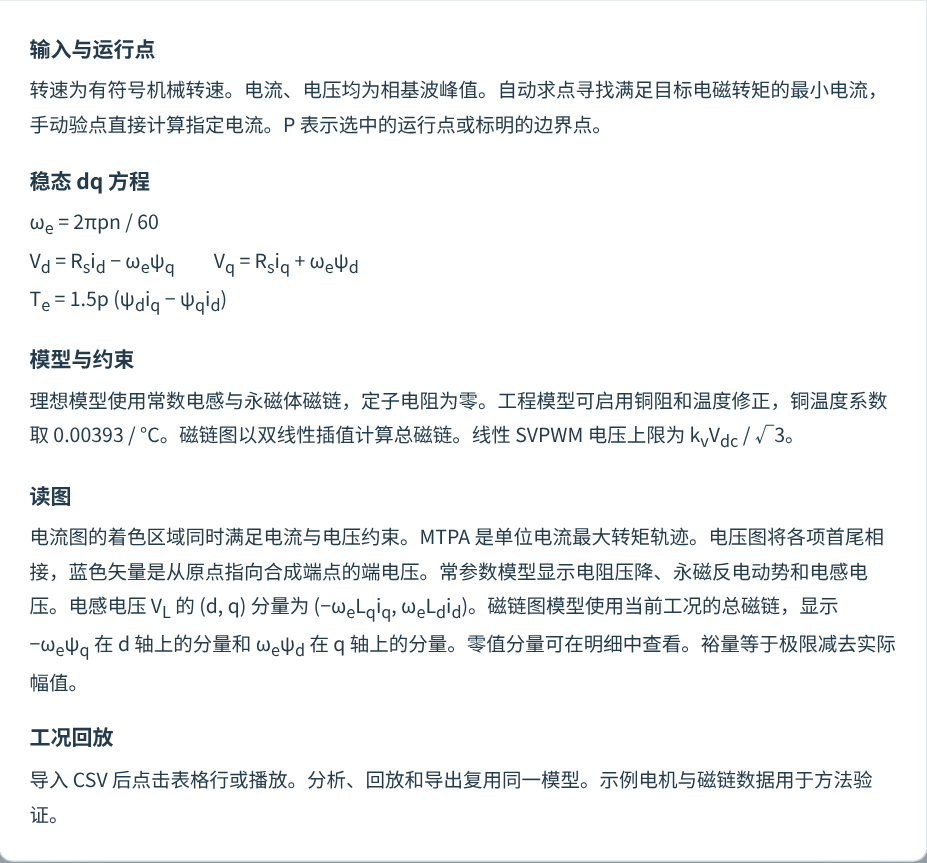 输入与运行点
转速为有符号机械转速。电流、电压均为相基波峰值。自动求点寻找满足目标电磁转矩的最小电流，
手动验点直接计算指定电流。P 表示选中的运行点或标明的边界点。
稳态 dq 方程
ωe = 2πpn / 60
Vd = Rsid − ωeψq  Vq = Rsiq + ωeψd
Te = 1.5p (ψdiq − ψqid)
模型与约束
理想模型使用常数电感与永磁体磁链，定子电阻为零。工程模型可启用铜阻和温度修正，铜温度系数
取 0.00393 / °C。磁链图以双线性插值计算总磁链。线性 SVPWM 电压上限为 kvVdc / √3。
读图
电流图的着色区域同时满足电流与电压约束。MTPA 是单位电流最大转矩轨迹。电压图将各项首尾相
接，蓝色矢量是从原点指向合成端点的端电压。常参数模型显示电阻压降、永磁反电动势和电感电
压。电感电压 VL 的 (d, q) 分量为 (−ωeLqiq, ωeLdid)。磁链图模型使用当前工况的总磁链，显示
−ωeψq 在 d 轴上的分量和 ωeψd 在 q 轴上的分量。零值分量可在明细中查看。裕量等于极限减去实际
幅值。
工况回放
导入 CSV 后点击表格行或播放。分析、回放和导出复用同一模型。示例电机与磁链数据用于方法验
证。